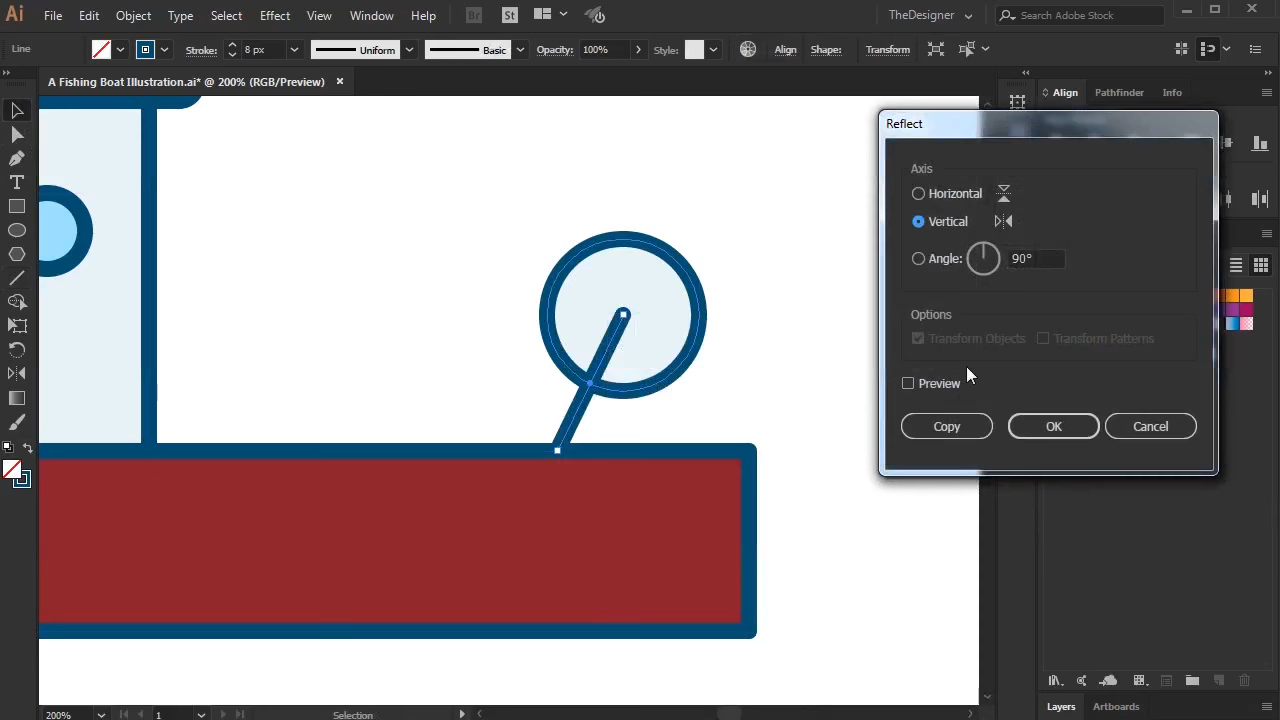 Ai File Edit Object Type Select Effect View Window Help Br St TheDesigner Search Adobe Stock
Line Stroke: 8 px Uniform Basic Opacity: 100% Style: Align Shape: Transform
A Fishing Boat Illustration.ai* @ 200% (RGB/Preview)
Align Pathfinder Info
Reflect
Axis
Horizontal
Vertical
Angle: 90°
Options
Transform Objects Transform Patterns
Preview
Copy OK Cancel
Layers Artboards
200% 1 Selection